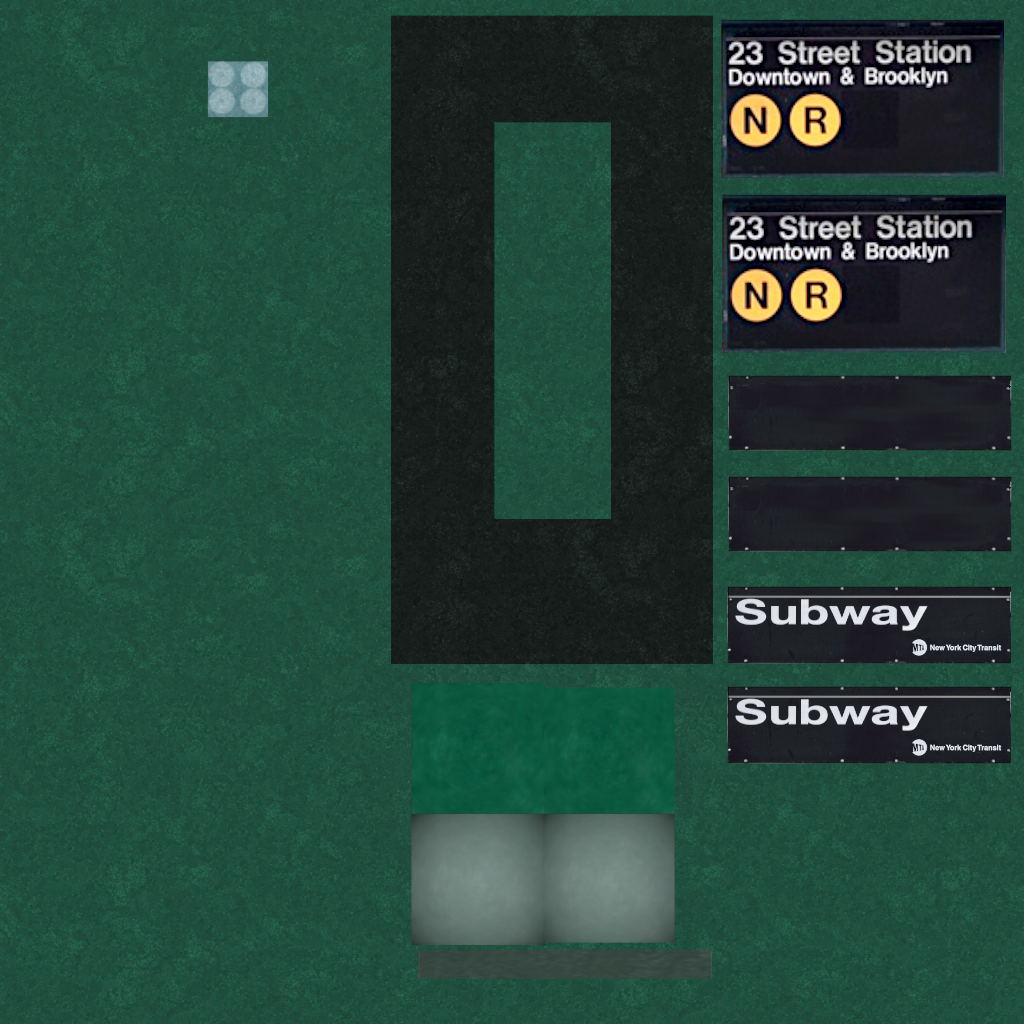 23 Street Station
Downtown & Brooklyn
N R
23 Street Station
Downtown & Brooklyn
N R
Subway
MTA New York City Transit
Subway
MTA New York City Transit